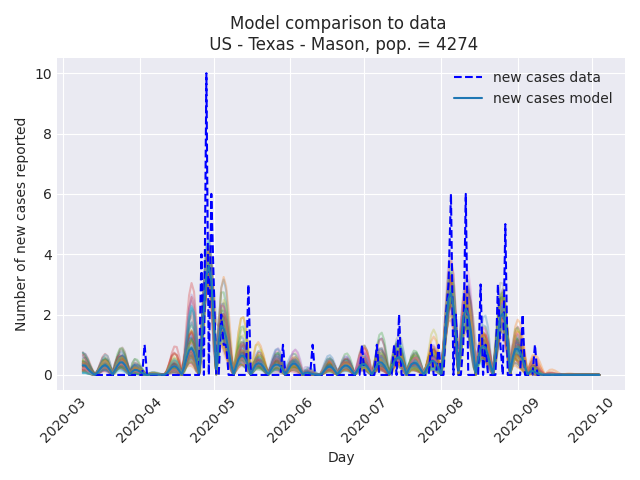 Model comparison to data
US - Texas - Mason, pop. = 4274
new cases data
new cases model
Number of new cases reported
10
8
6
4
2
0
2020-03
2020-04
2020-05
2020-06
2020-07
2020-08
2020-09
2020-10
Day